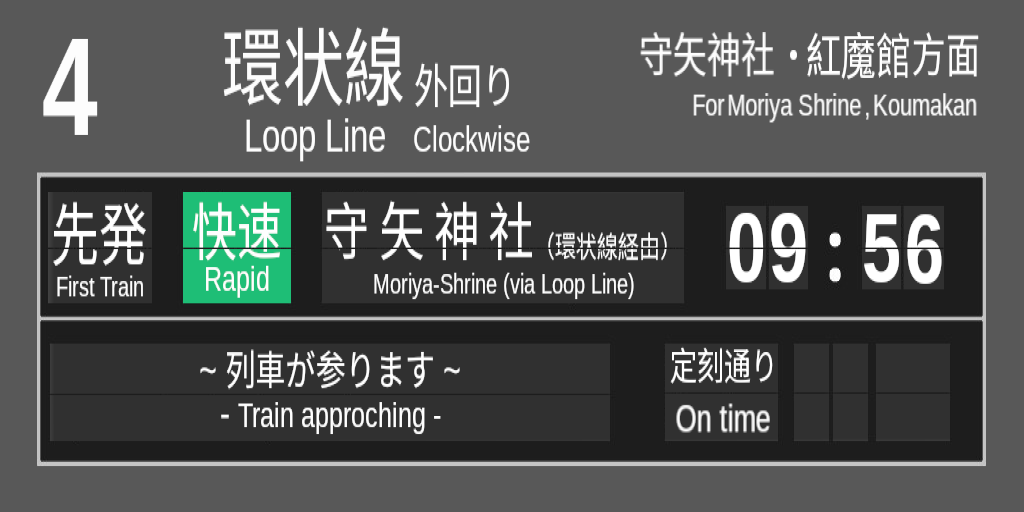 4
環状線 外回り
Loop Line Clockwise
守矢神社・紅魔館方面
For Moriya Shrine, Koumakan
先発
First Train
快速
Rapid
守矢神社 (環状線経由)
Moriya-Shrine (via Loop Line)
09:56
~ 列車が参ります ~
- Train approching -
定刻通り
On time